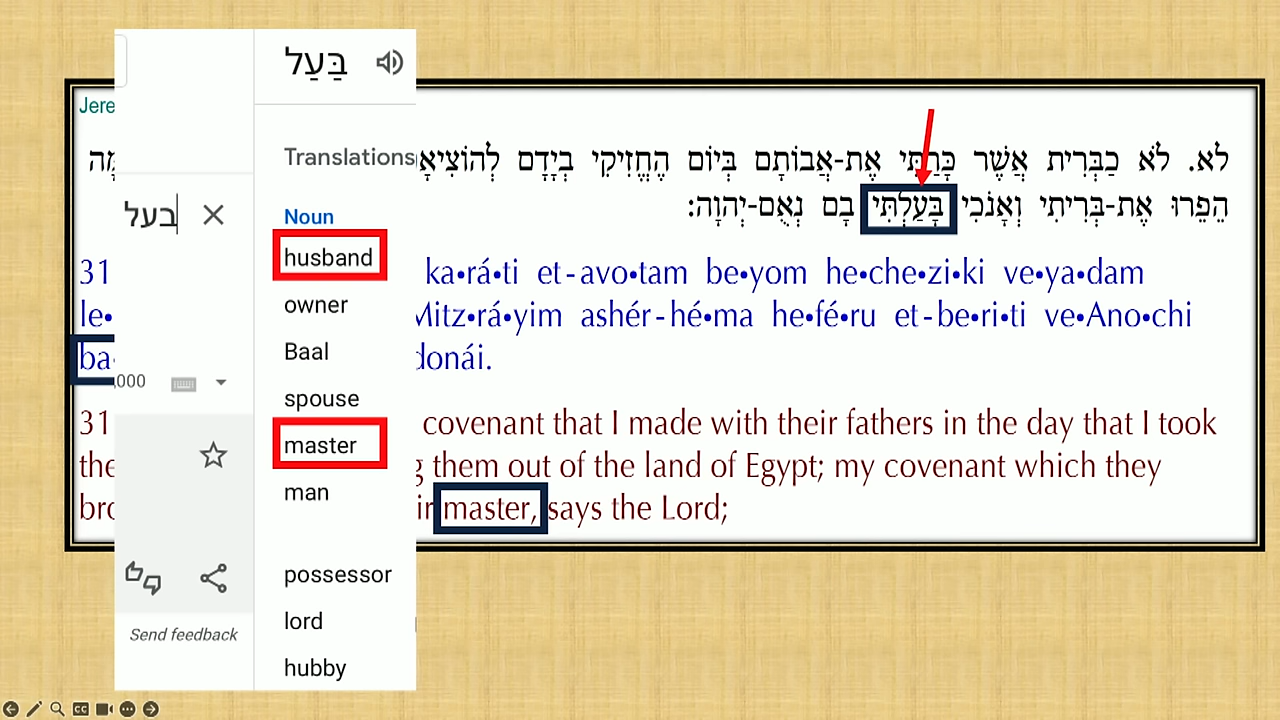 בַּעַל
Translations
Noun
husband
owner
Baal
spouse
master
man
possessor
lord
hubby
בעל
,000
Send feedback
Jere
לא. לֹא כַבְּרִית אֲשֶׁר כָּרַתִּי אֶת-אֲבוֹתָם בְּיוֹם הֶחֱזִיקִי בְיָדָם לְהוֹצִיאָ מָּה
הֵפֵרוּ אֶת-בְּרִיתִי וְאָנֹכִי בָּעַלְתִּי בָם נְאֻם-יְהוָה:
31 ka•rá•ti et-avo•tam be•yom he•che•zi•ki ve•ya•dam
le• Mitz•rá•yim ashér-hé•ma he•fé•ru et-be•ri•ti ve•Ano•chi
ba• donái.
31 covenant that I made with their fathers in the day that I took
the g them out of the land of Egypt; my covenant which they
bro ir master, says the Lord;
CC